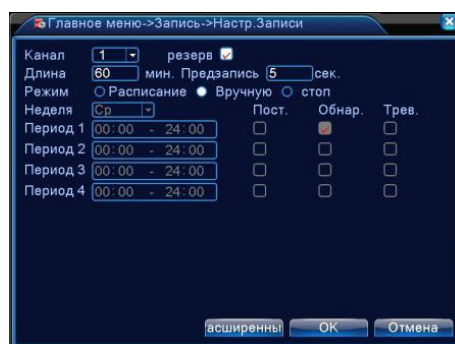 Главное меню->Запись->Настр.Записи
Канал 1 резерв
Длина 60 мин. Предзапись 5 сек.
Режим Расписание Вручную стоп
Неделя Ср Пост. Обнар. Трев.
Период 1 00:00 - 24:00
Период 2 00:00 - 24:00
Период 3 00:00 - 24:00
Период 4 00:00 - 24:00
асширенны OK Отмена